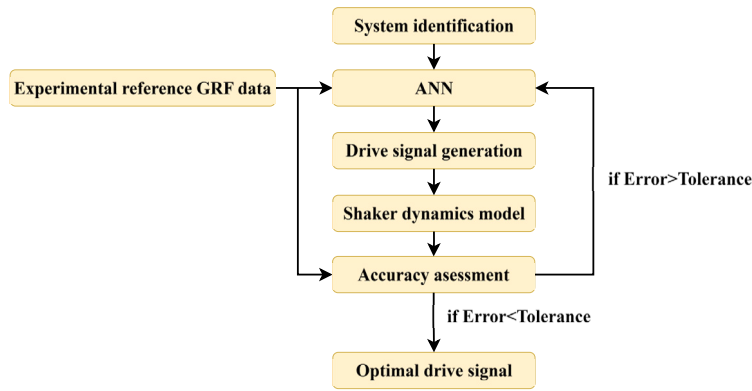 System identification
Experimental reference GRF data
ANN
Drive signal generation
if Error>Tolerance
Shaker dynamics model
Accuracy asessment
if Error<Tolerance
Optimal drive signal